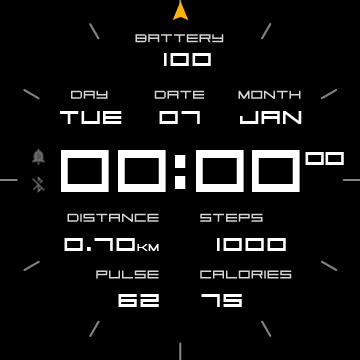 BATTERY
100
DAY DATE MONTH
TUE 07 JAN
00:00 00
DISTANCE STEPS
0.70KM 1000
PULSE CALORIES
62 75